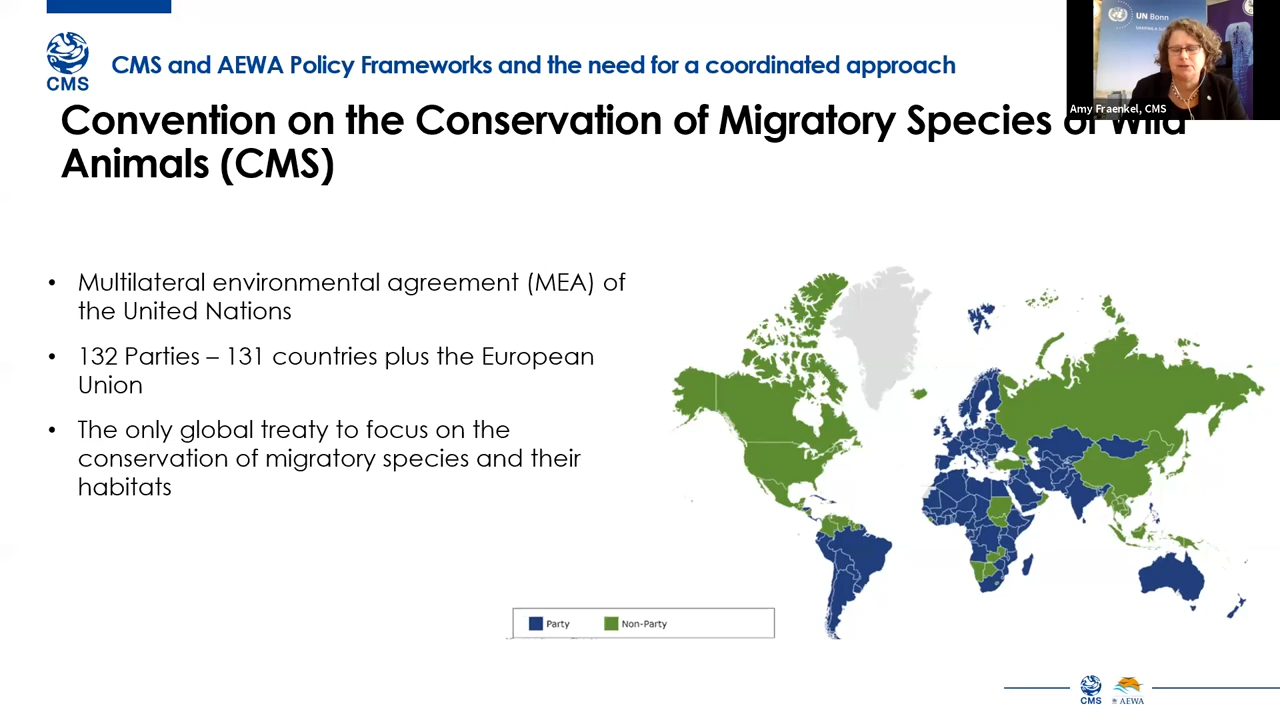 CMS
CMS and AEWA Policy Frameworks and the need for a coordinated approach
UN Bonn
Amy Fraenkel, CMS
Convention on the Conservation of Migratory Species of Wild
Animals (CMS)
• Multilateral environmental agreement (MEA) of
the United Nations
• 132 Parties – 131 countries plus the European
Union
• The only global treaty to focus on the
conservation of migratory species and their
habitats
Party
Non-Party
CMS
AEWA